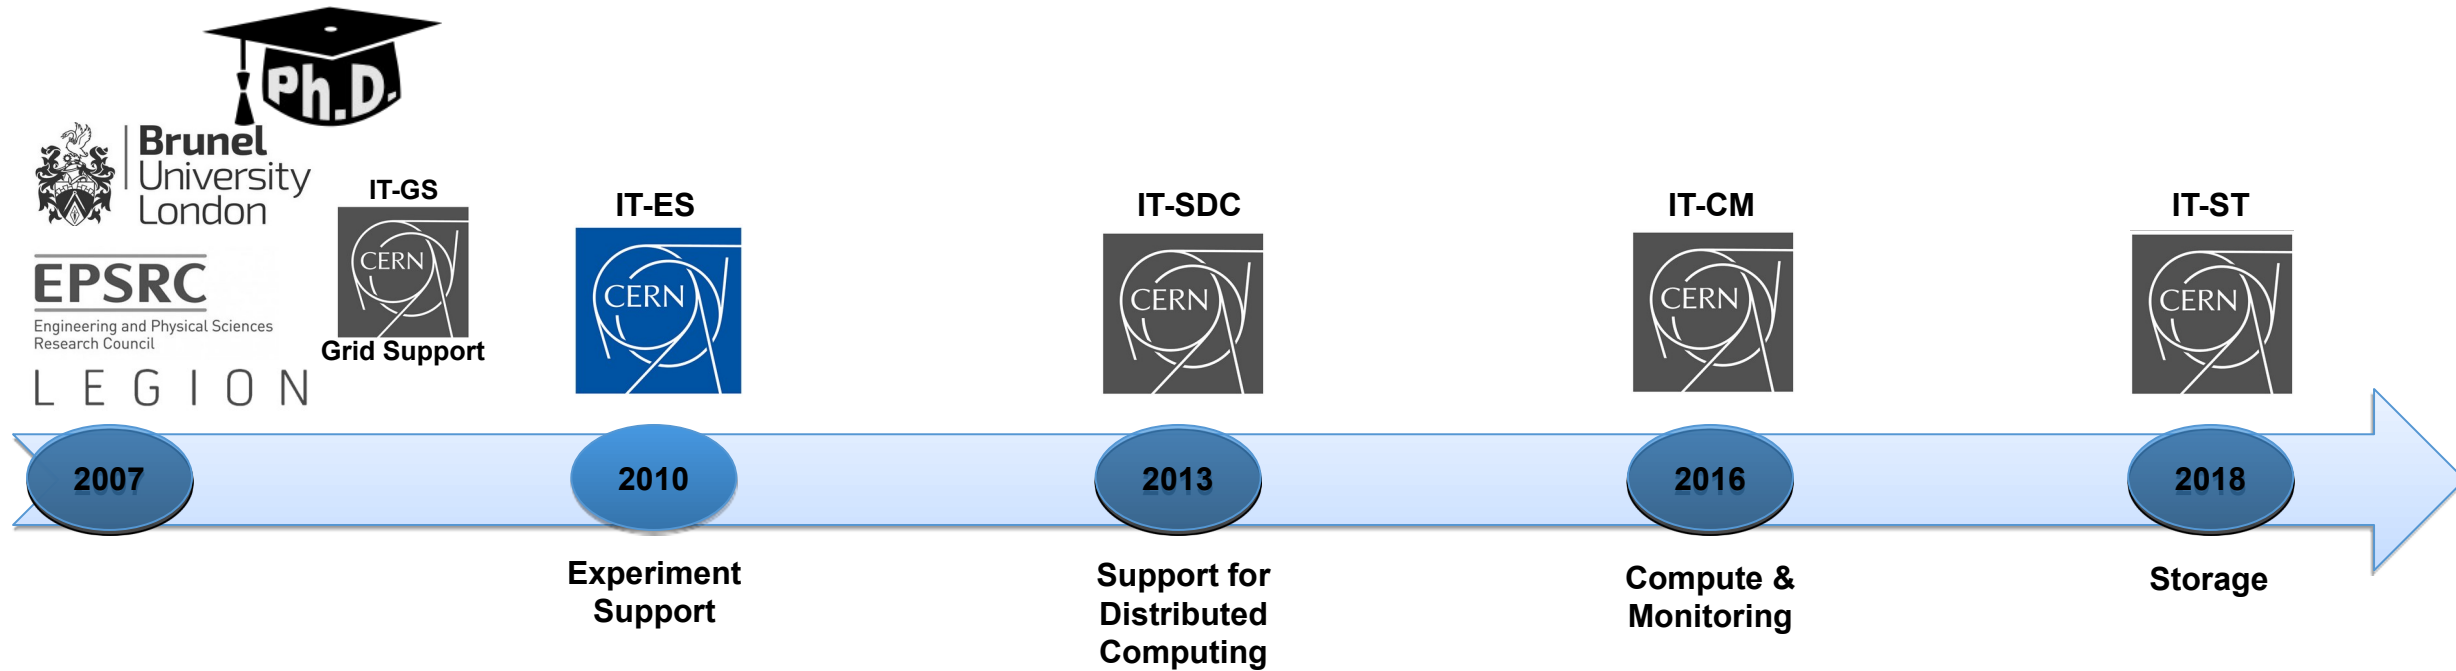 Ph.D.
Brunel
University
London
EPSRC
Engineering and Physical Sciences
Research Council
LEGION
IT-GS
CERN
Grid Support
IT-ES
CERN
IT-SDC
CERN
IT-CM
CERN
IT-ST
CERN
2007
2010
2013
2016
2018
Experiment
Support
Support for
Distributed
Computing
Compute &
Monitoring
Storage